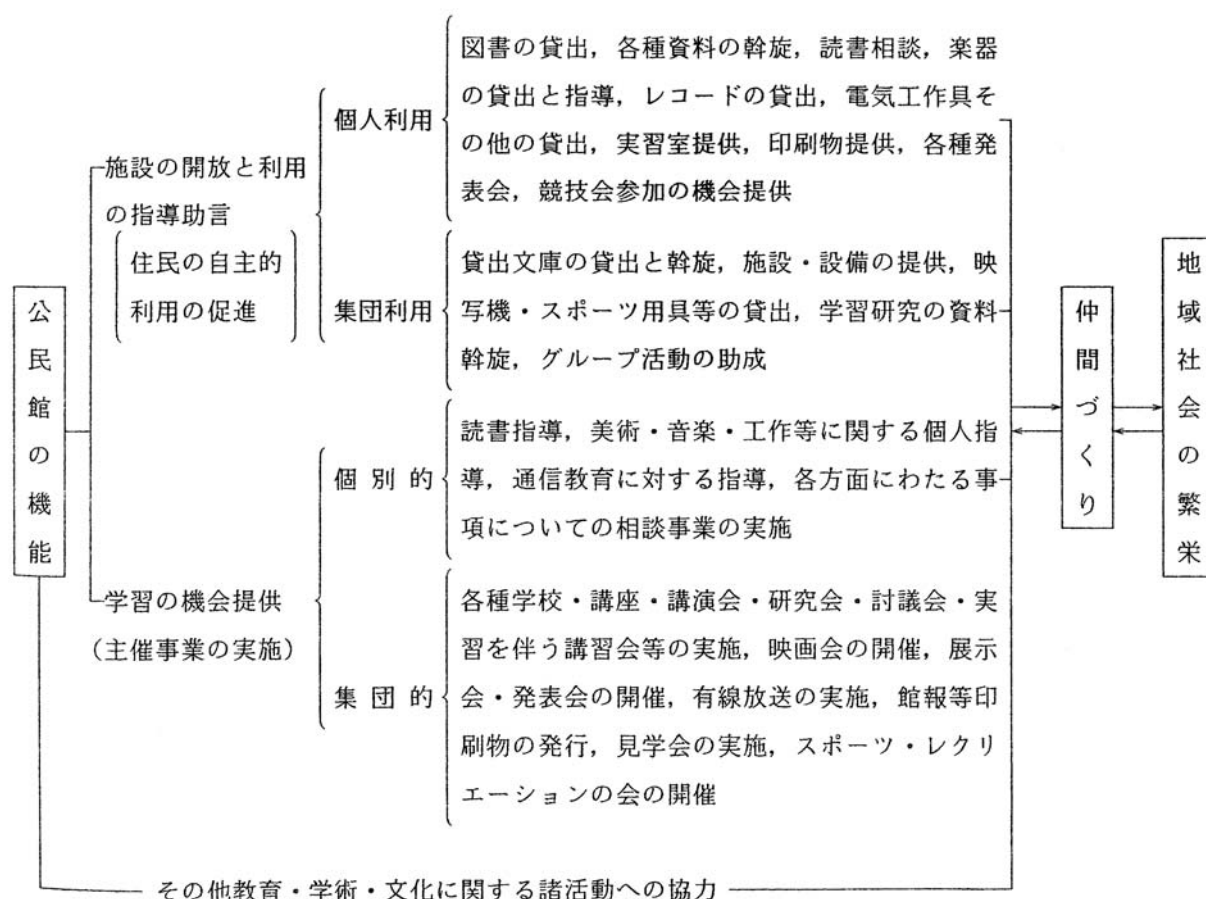 公民館の機能
施設の開放と利用
の指導助言
住民の自主的
利用の促進
個人利用
図書の貸出，各種資料の斡旋，読書相談，楽器
の貸出と指導，レコードの貸出，電気工作具そ
の他の貸出，実習室提供，印刷物提供，各種発
表会，競技会参加の機会提供
集団利用
貸出文庫の貸出と斡旋，施設・設備の提供，映
写機・スポーツ用具等の貸出，学習研究の資料
斡旋，グループ活動の助成
学習の機会提供
（主催事業の実施）
個別的
読書指導，美術・音楽・工作等に関する個人指
導，通信教育に対する指導，各方面にわたる事
項についての相談事業の実施
集団的
各種学校・講座・講演会・研究会・討議会・実
習を伴う講習会等の実施，映画会の開催，展示
会・発表会の開催，有線放送の実施，館報等印
刷物の発行，見学会の実施，スポーツ・レクリ
エーションの会の開催
その他教育・学術・文化に関する諸活動への協力
仲間づくり
地域社会の繁栄